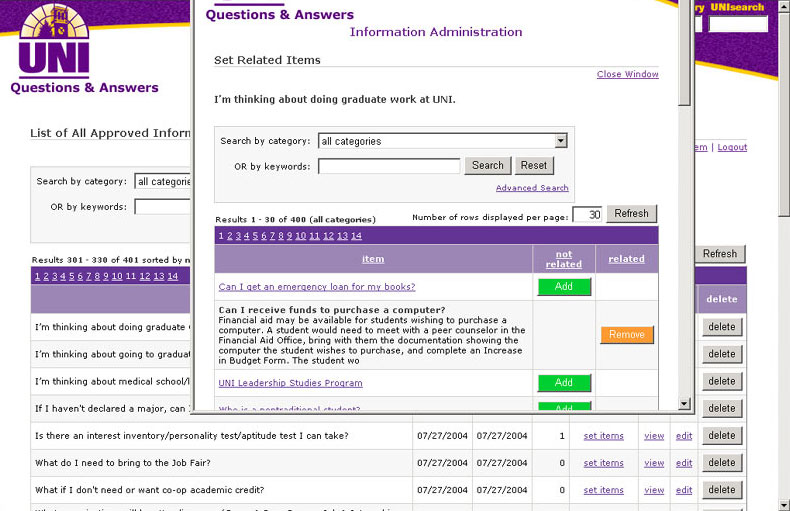 UNI
Questions & Answers
ry UNIsearch
List of All Approved Inform
em | Logout
Search by category: all categorie
OR by keywords:
Results 301 - 330 of 401 sorted by
Refresh
1 2 3 4 5 6 7 8 9 10 11 12 13 14
delete
I'm thinking about doing graduate
delete
I'm thinking about going to graduat
delete
I'm thinking about medical school/
delete
If I haven't declared a major, can
delete
Is there an interest inventory/personality test/aptitude test I can take? 07/27/2004 07/27/2004 1 set items view edit delete
What do I need to bring to the Job Fair? 07/27/2004 07/27/2004 0 set items view edit delete
What if I don't need or want co-op academic credit? 07/27/2004 07/27/2004 0 set items view edit delete
Questions & Answers
Information Administration
Set Related Items
Close Window
I'm thinking about doing graduate work at UNI.
Search by category: all categories
OR by keywords: Search Reset
Advanced Search
Results 1 - 30 of 400 (all categories) Number of rows displayed per page: 30 Refresh
1 2 3 4 5 6 7 8 9 10 11 12 13 14
item not related related
Can I get an emergency loan for my books? Add
Can I receive funds to purchase a computer?
Financial aid may be available for students wishing to purchase a
computer. A student would need to meet with a peer counselor in the
Financial Aid Office, bring with them the documentation showing the
computer the student wishes to purchase, and complete an Increase
in Budget Form. The student wo
Remove
UNI Leadership Studies Program Add
Who is a nontraditional student? Add